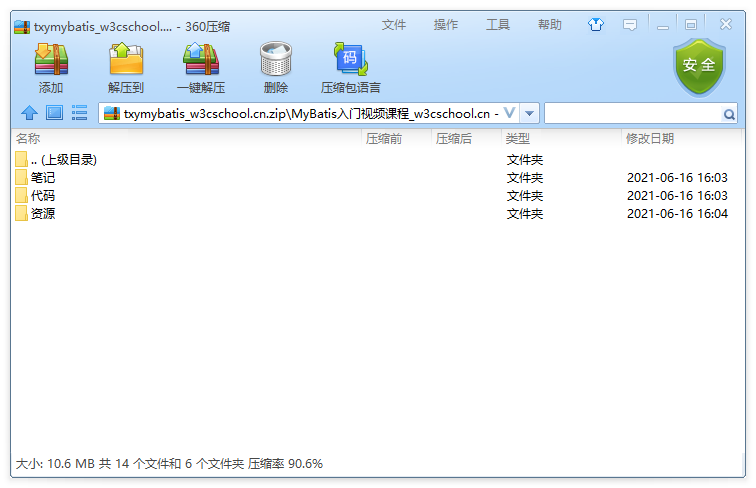 txymybatis_w3cschool.... - 360压缩 文件 操作 工具 帮助
添加 解压到 一键解压 删除 码 压缩包语言 安全
txymybatis_w3cschool.cn.zip\MyBatis入门视频课程_w3cschool.cn -
名称 压缩前 压缩后 类型 修改日期
.. (上级目录) 文件夹
笔记 文件夹 2021-06-16 16:03
代码 文件夹 2021-06-16 16:03
资源 文件夹 2021-06-16 16:04
大小: 10.6 MB 共 14 个文件和 6 个文件夹 压缩率 90.6%